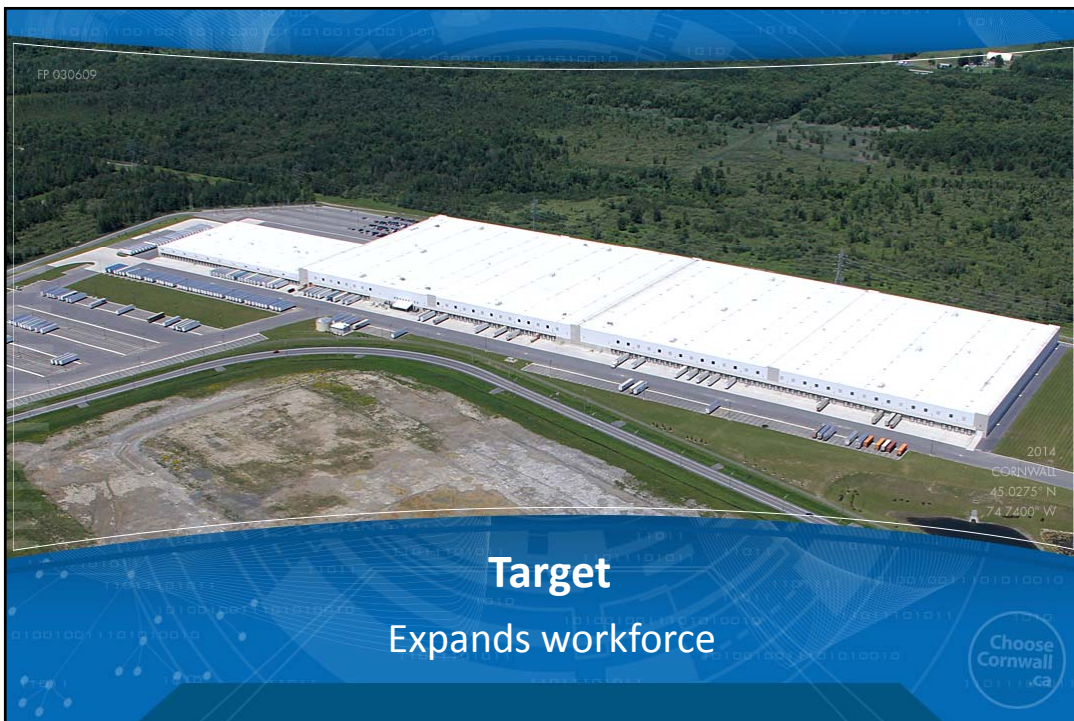 FP 030609
2014
CORNWALL
45.0275° N
74.7400° W
Target
Expands workforce
Choose
Cornwall
.ca